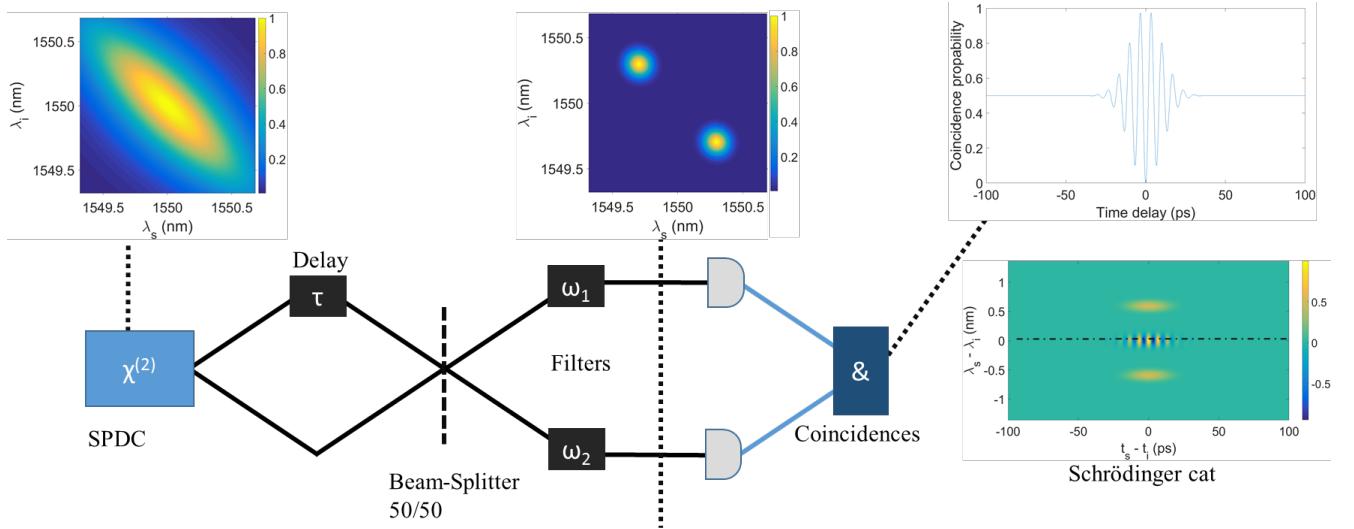 1
1550.5
0.8
0.6
λi (nm)
1550
0.4
0.2
1549.5
1549.5 1550 1550.5
λs (nm)
1
1550.5
0.8
0.6
λi (nm)
1550
0.4
0.2
1549.5
1549.5 1550 1550.5
λs (nm)
1
0.8
0.6
0.4
0.2
0
Coincidence propability
-100 -50 0 50 100
Time delay (ps)
Delay
τ
ω1
χ(2)
Filters
&
SPDC
ω2
Coincidences
Beam-Splitter
50/50
1
0.5
0
-0.5
-1
λs - λi (nm)
0.5
0
-0.5
-100 -50 0 50 100
ts - ti (ps)
Schrödinger cat